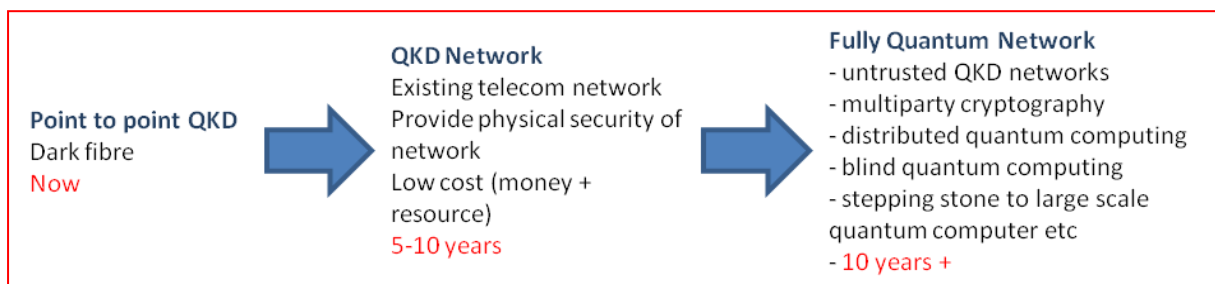 Point to point QKD
Dark fibre
Now
QKD Network
Existing telecom network
Provide physical security of
network
Low cost (money +
resource)
5-10 years
Fully Quantum Network
- untrusted QKD networks
- multiparty cryptography
- distributed quantum computing
- blind quantum computing
- stepping stone to large scale
quantum computer etc
- 10 years +